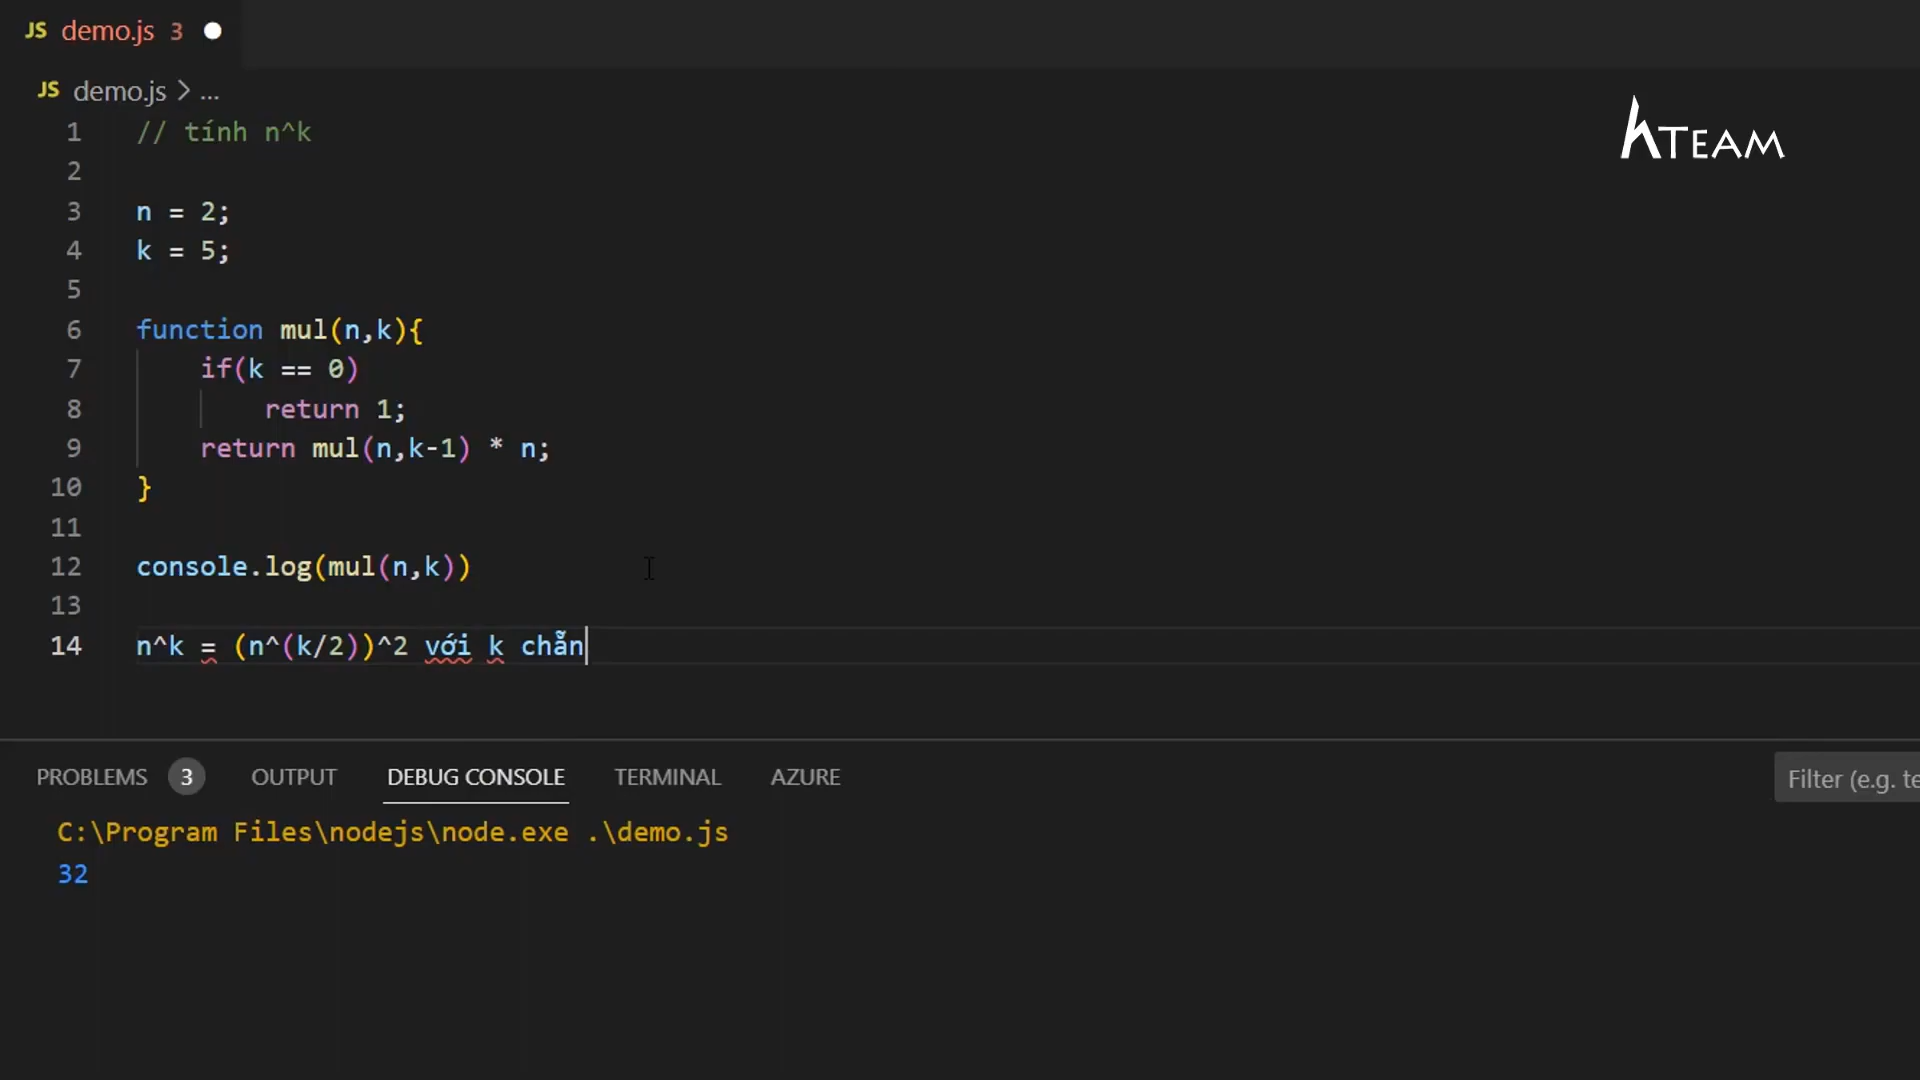 JS demo.js 3
JS demo.js > ...
1 // tính n^k
2
3 n = 2;
4 k = 5;
5
6 function mul(n,k){
7 if(k == 0)
8 return 1;
9 return mul(n,k-1) * n;
10 }
11
12 console.log(mul(n,k))
13
14 n^k = (n^(k/2))^2 với k chẵn
KTEAM
PROBLEMS 3 OUTPUT DEBUG CONSOLE TERMINAL AZURE Filter (e.g. te
C:\Program Files\nodejs\node.exe .\demo.js
32